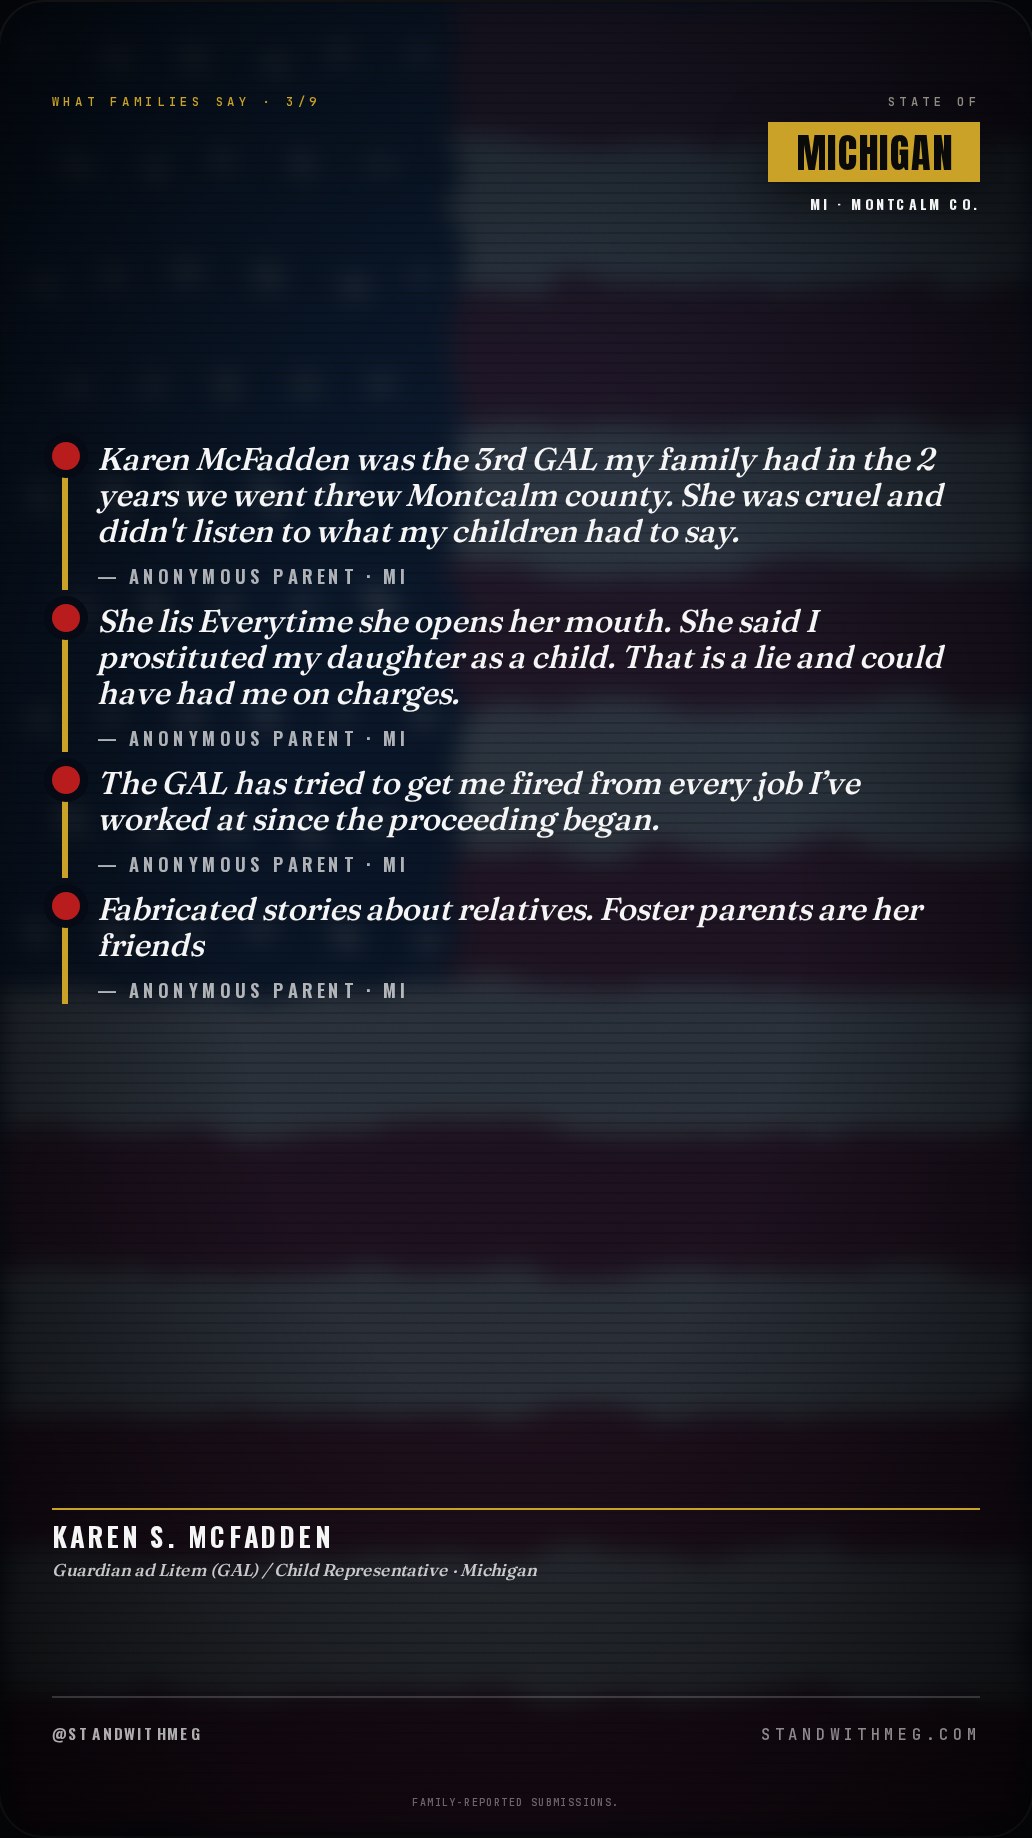 WHAT FAMILIES SAY · 3/9
STATE OF
MICHIGAN
MI · MONTCALM CO.
Karen McFadden was the 3rd GAL my family had in the 2
years we went threw Montcalm county. She was cruel and
didn't listen to what my children had to say.
— ANONYMOUS PARENT · MI
She lis Everytime she opens her mouth. She said I
prostituted my daughter as a child. That is a lie and could
have had me on charges.
— ANONYMOUS PARENT · MI
The GAL has tried to get me fired from every job I’ve
worked at since the proceeding began.
— ANONYMOUS PARENT · MI
Fabricated stories about relatives. Foster parents are her
friends
— ANONYMOUS PARENT · MI
KAREN S. MCFADDEN
Guardian ad Litem (GAL) / Child Representative · Michigan
@STANDWITHMEG
STANDWITHMEG.COM
FAMILY-REPORTED SUBMISSIONS.